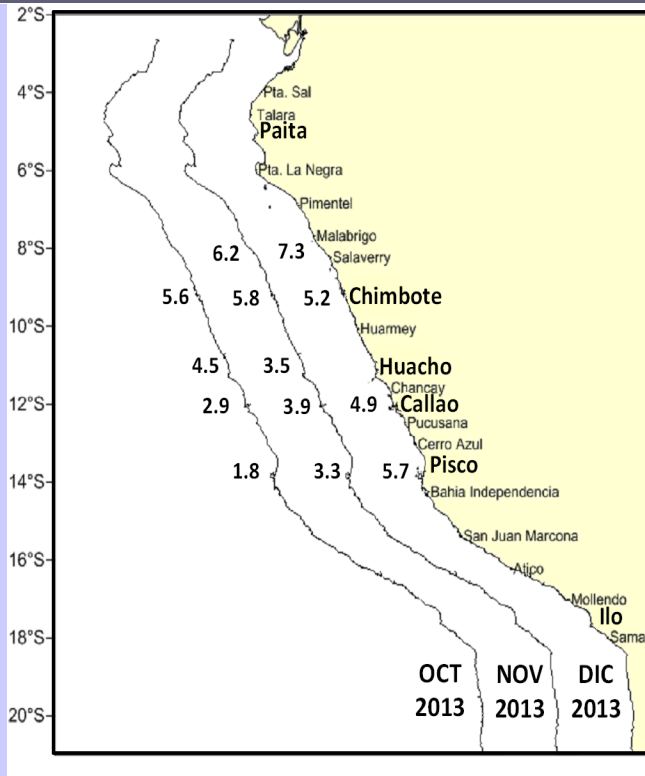 2°S
4°S
Pta. Sal
Talara
Paita
6°S
Pta. La Negra
Pimentel
Malabrigo
8°S
6.2 7.3
Salaverry
5.6 5.8 5.2 Chimbote
10°S
Huarmey
4.5 3.5 Huacho
Chancay
12°S
2.9 3.9 4.9 Callao
Pucusana
Cerro Azul
1.8 3.3 5.7 Pisco
14°S
Bahia Independencia
San Juan Marcona
16°S
Atico
Mollendo
Ilo
18°S
Sama
OCT NOV DIC
2013 2013 2013
20°S